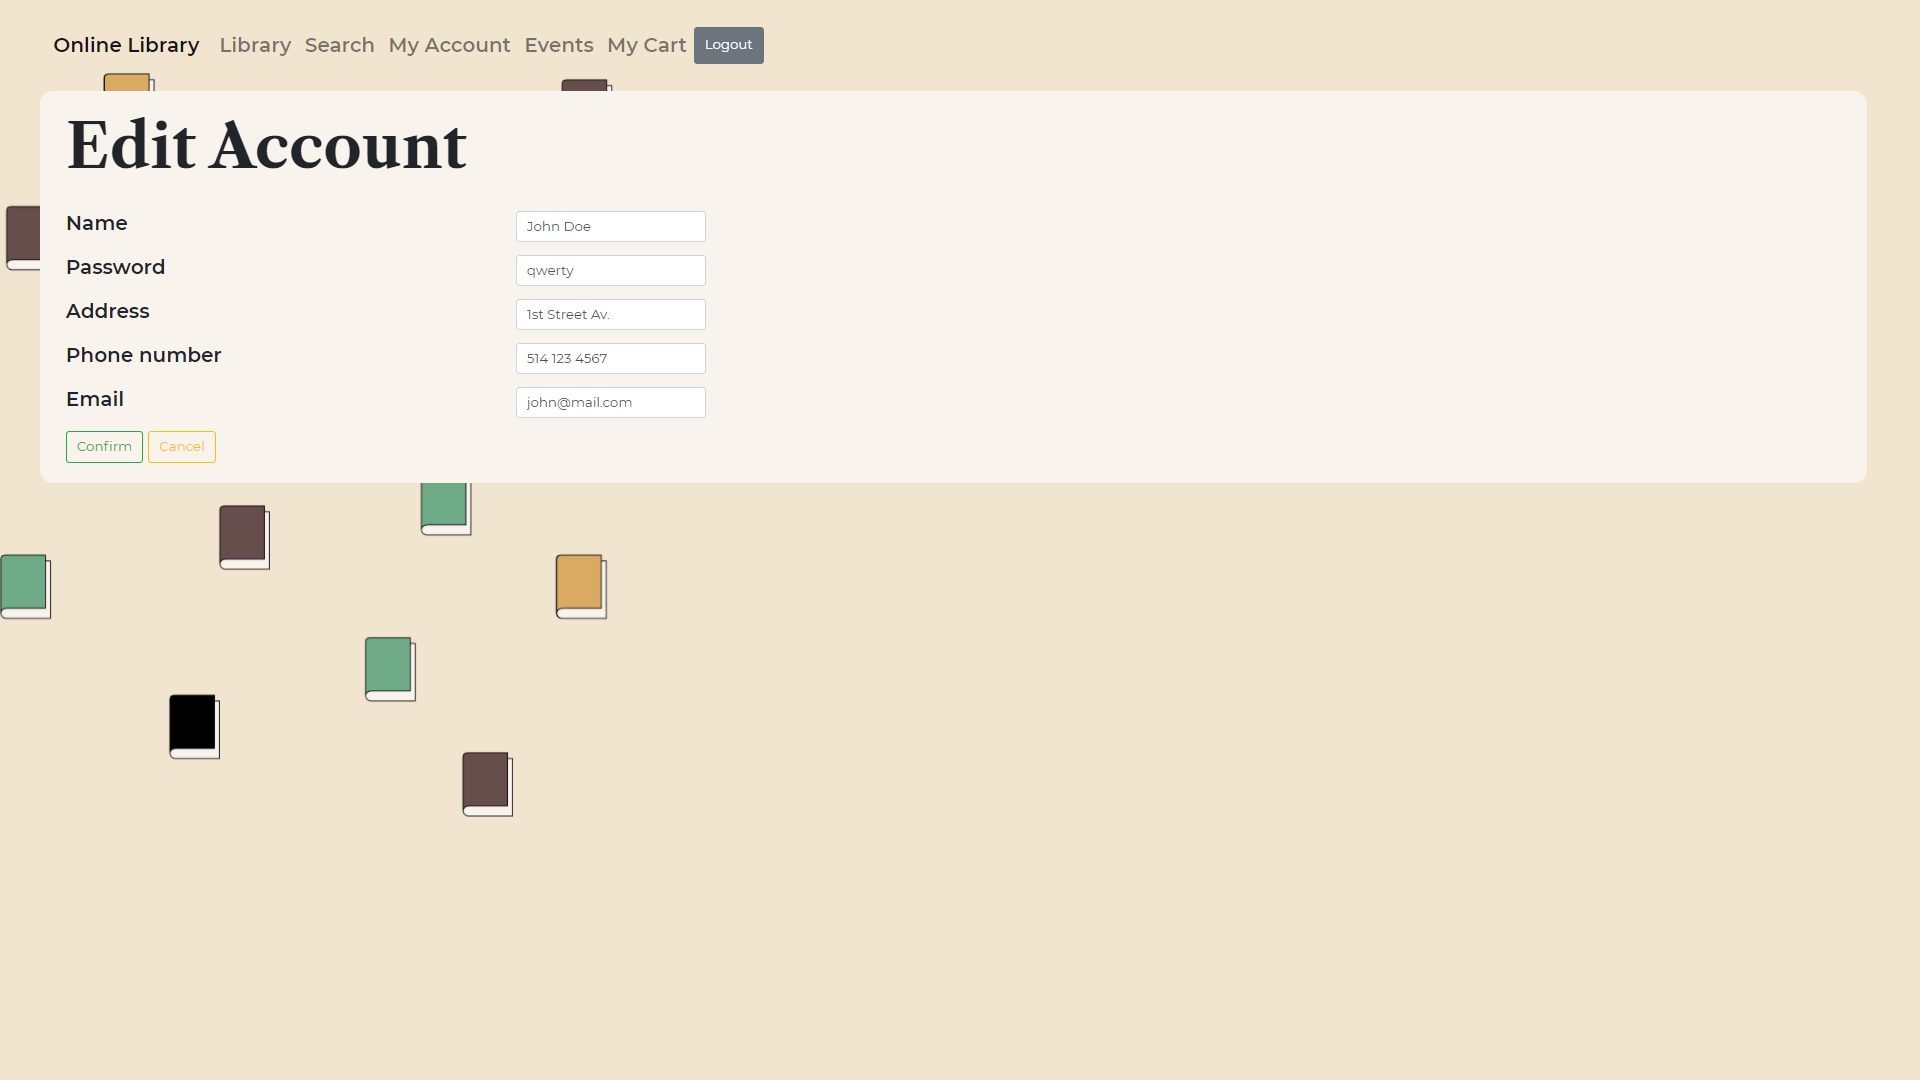 Online Library Library Search My Account Events My Cart Logout
Edit Account
Name John Doe
Password qwerty
Address 1st Street Av.
Phone number 514 123 4567
Email john@mail.com
Confirm Cancel